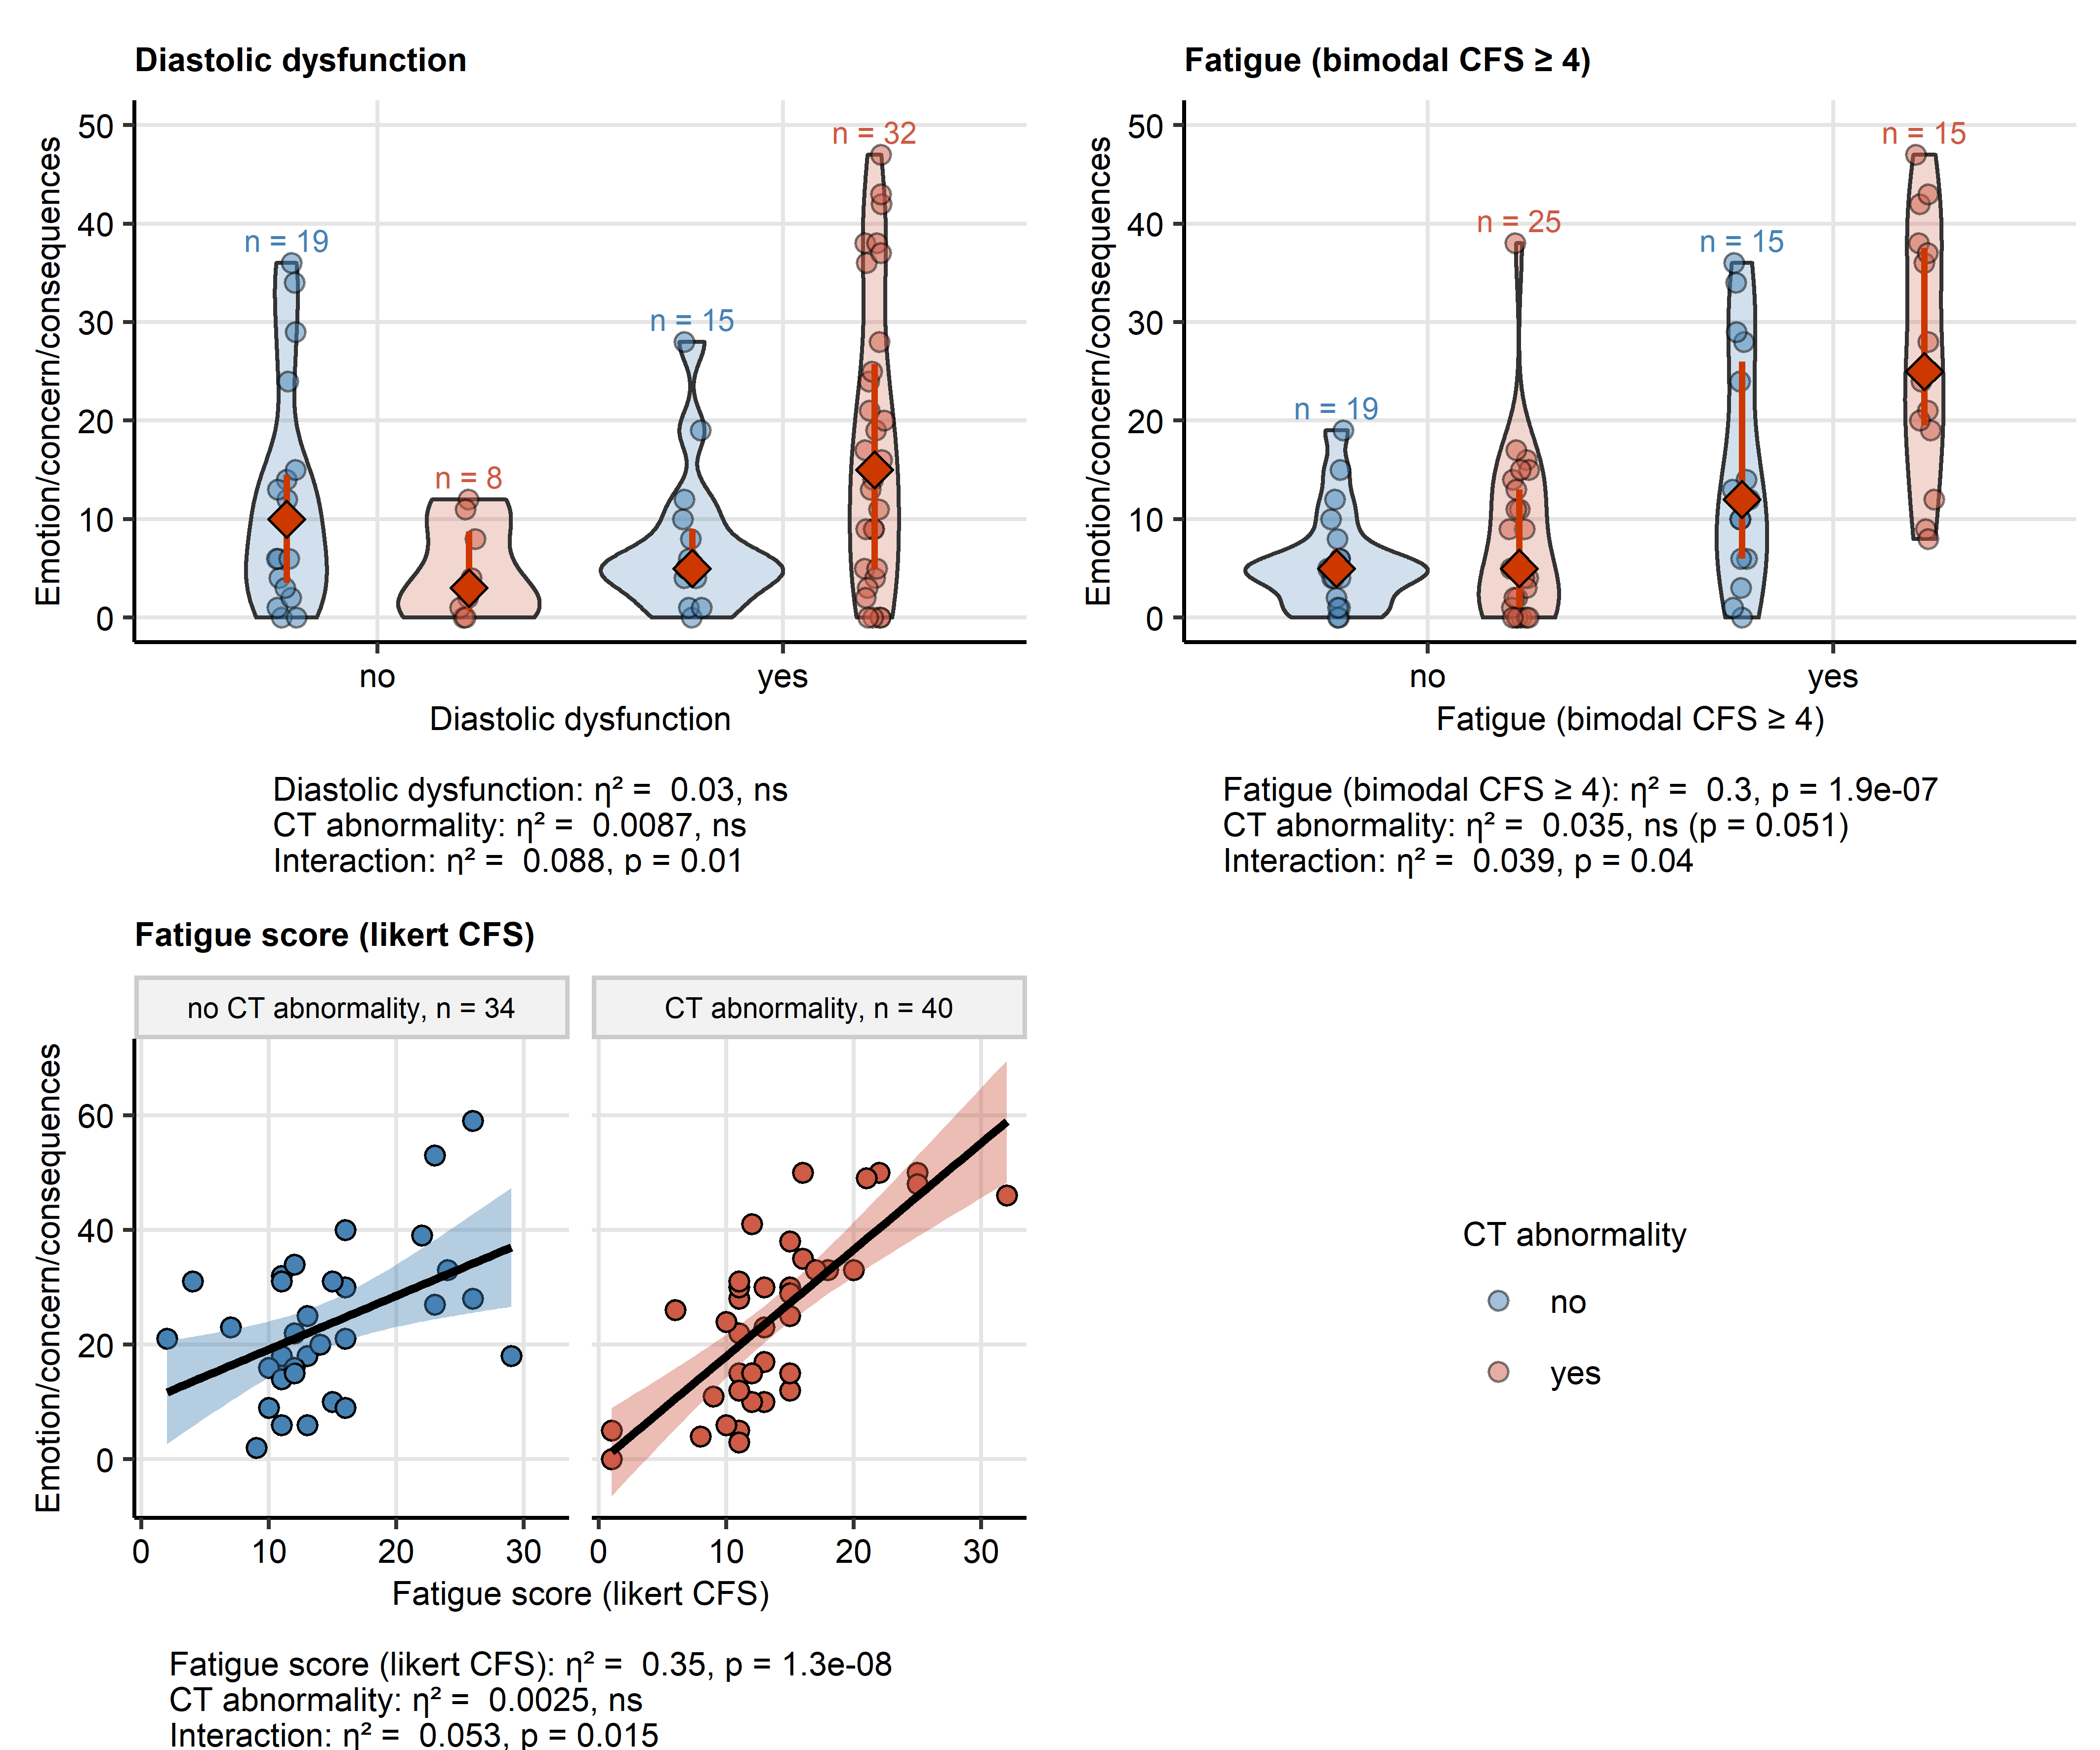 Diastolic dysfunction
Emotion/concern/consequences
50
40
30
20
10
0
n = 19
n = 8
n = 15
n = 32
no
yes
Diastolic dysfunction
Diastolic dysfunction: η² =  0.03, ns
CT abnormality: η² =  0.0087, ns
Interaction: η² =  0.088, p = 0.01
Fatigue (bimodal CFS ≥ 4)
Emotion/concern/consequences
50
40
30
20
10
0
n = 19
n = 25
n = 15
n = 15
no
yes
Fatigue (bimodal CFS ≥ 4)
Fatigue (bimodal CFS ≥ 4): η² =  0.3, p = 1.9e-07
CT abnormality: η² =  0.035, ns (p = 0.051)
Interaction: η² =  0.039, p = 0.04
Fatigue score (likert CFS)
no CT abnormality, n = 34
CT abnormality, n = 40
Emotion/concern/consequences
60
40
20
0
0
10
20
30
0
10
20
30
Fatigue score (likert CFS)
Fatigue score (likert CFS): η² =  0.35, p = 1.3e-08
CT abnormality: η² =  0.0025, ns
Interaction: η² =  0.053, p = 0.015
CT abnormality
no
yes